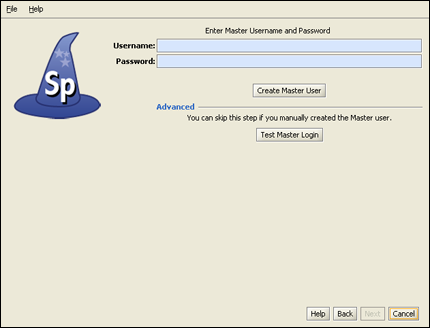 File Help
Enter Master Username and Password
Username:
Password:
Sp
Create Master User
Advanced
You can skip this step if you manually created the Master user.
Test Master Login
Help Back Next Cancel